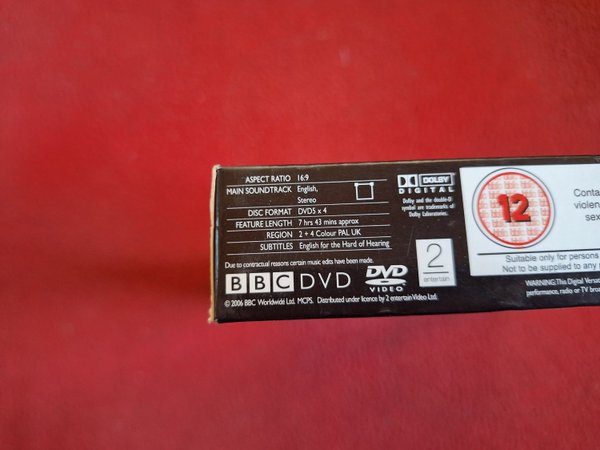 ASPECT RATIO 16:9
MAIN SOUNDTRACK English,
Stereo
DISC FORMAT DVD5 x 4
FEATURE LENGTH 7 hrs 43 mins approx
REGION 2 + 4 Colour PAL UK
SUBTITLES English for the Hard of Hearing
Due to contractual reasons certain music edits have been made.
BBC DVD DVD
VIDEO
© 2006 BBC Worldwide Ltd. MCPS. Distributed under licence by 2 entertain Video Ltd.
DOLBY
DIGITAL
Dolby and the double-D
symbol are trademarks of
Dolby Laboratories.
2
entertain
12
Conta
violen
sex
Suitable only for persons
Not to be supplied to any
WARNING: This Digital Versat
performance, radio or TV broa